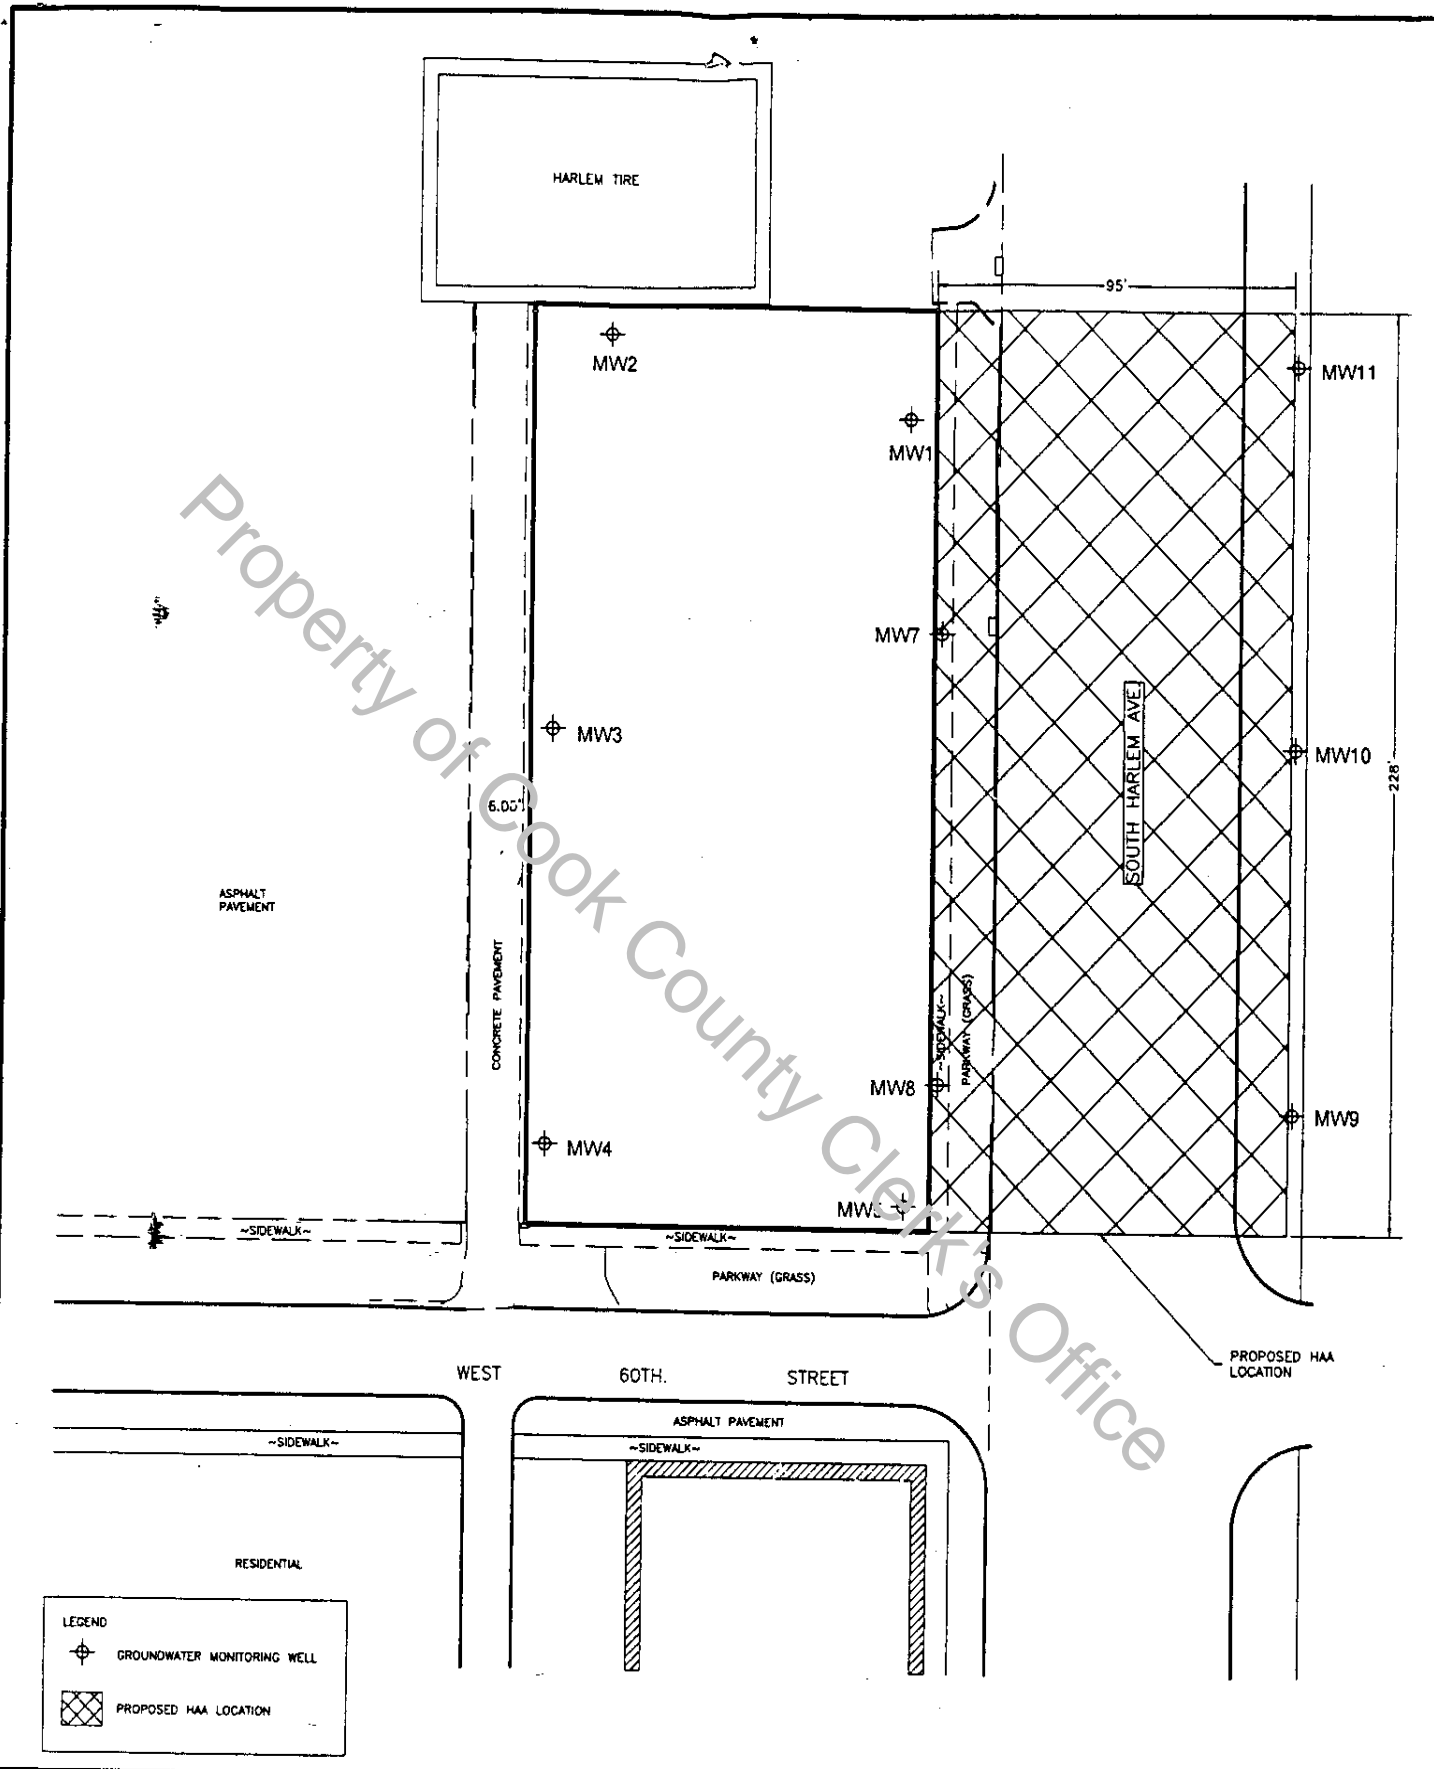 HARLEM TIRE
95'
MW2
MW11
MW1
MW7
MW3
MW10
228'
SOUTH HARLEM AVE.
6.00'
ASPHALT
PAVEMENT
CONCRETE PAVEMENT
~SIDEWALK~
PARKWAY (GRASS)
MW8
MW9
MW4
~SIDEWALK~
~SIDEWALK~
PARKWAY (GRASS)
PROPOSED HAA
LOCATION
WEST 60TH. STREET
ASPHALT PAVEMENT
~SIDEWALK~
~SIDEWALK~
RESIDENTIAL
LEGEND
GROUNDWATER MONITORING WELL
PROPOSED HAA LOCATION
Property of Cook County Clerk's Office